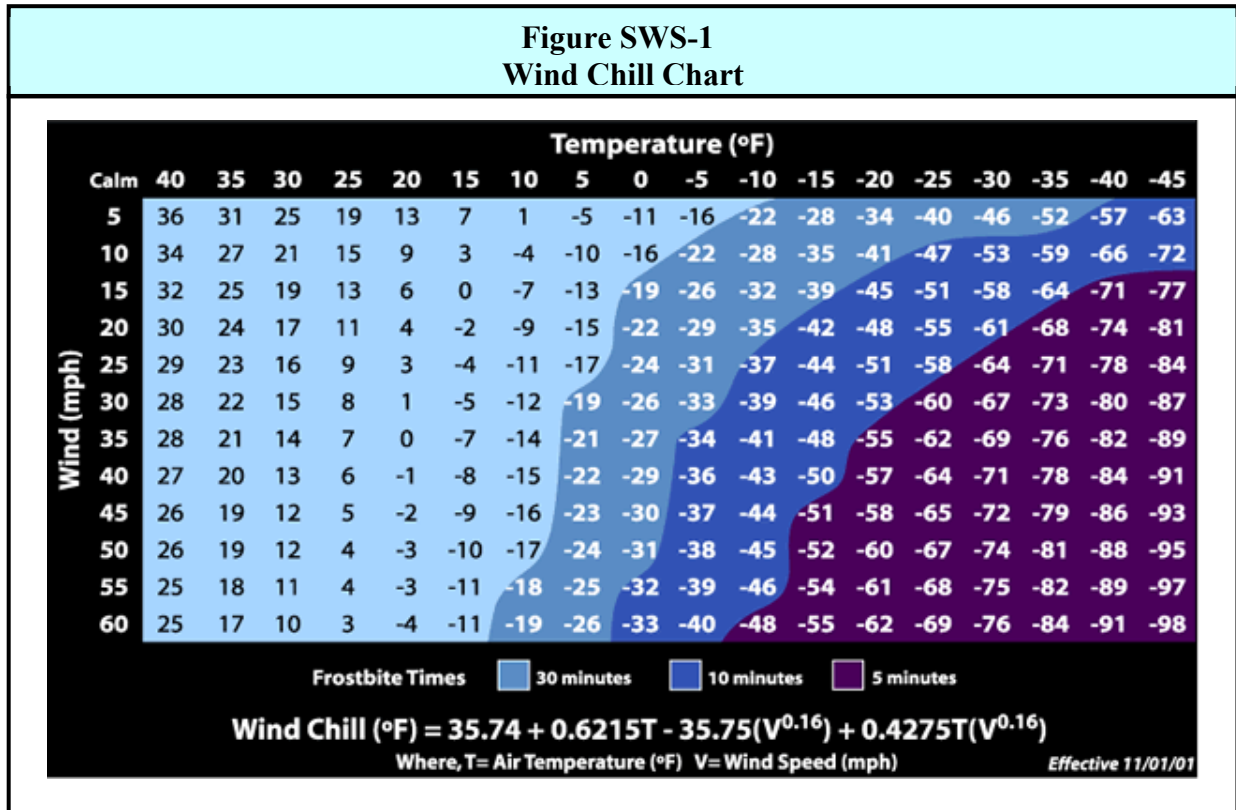 Figure SWS-1
Wind Chill Chart
Temperature (ºF)
Calm 40 35 30 25 20 15 10 5 0 -5 -10 -15 -20 -25 -30 -35 -40 -45
Wind (mph)
5 36 31 25 19 13 7 1 -5 -11 -16 -22 -28 -34 -40 -46 -52 -57 -63
10 34 27 21 15 9 3 -4 -10 -16 -22 -28 -35 -41 -47 -53 -59 -66 -72
15 32 25 19 13 6 0 -7 -13 -19 -26 -32 -39 -45 -51 -58 -64 -71 -77
20 30 24 17 11 4 -2 -9 -15 -22 -29 -35 -42 -48 -55 -61 -68 -74 -81
25 29 23 16 9 3 -4 -11 -17 -24 -31 -37 -44 -51 -58 -64 -71 -78 -84
30 28 22 15 8 1 -5 -12 -19 -26 -33 -39 -46 -53 -60 -67 -73 -80 -87
35 28 21 14 7 0 -7 -14 -21 -27 -34 -41 -48 -55 -62 -69 -76 -82 -89
40 27 20 13 6 -1 -8 -15 -22 -29 -36 -43 -50 -57 -64 -71 -78 -84 -91
45 26 19 12 5 -2 -9 -16 -23 -30 -37 -44 -51 -58 -65 -72 -79 -86 -93
50 26 19 12 4 -3 -10 -17 -24 -31 -38 -45 -52 -60 -67 -74 -81 -88 -95
55 25 18 11 4 -3 -11 -18 -25 -32 -39 -46 -54 -61 -68 -75 -82 -89 -97
60 25 17 10 3 -4 -11 -19 -26 -33 -40 -48 -55 -62 -69 -76 -84 -91 -98
Frostbite Times 30 minutes 10 minutes 5 minutes
Wind Chill (ºF) = 35.74 + 0.6215T - 35.75(V^0.16) + 0.4275T(V^0.16)
Where, T= Air Temperature (ºF) V= Wind Speed (mph)
Effective 11/01/01